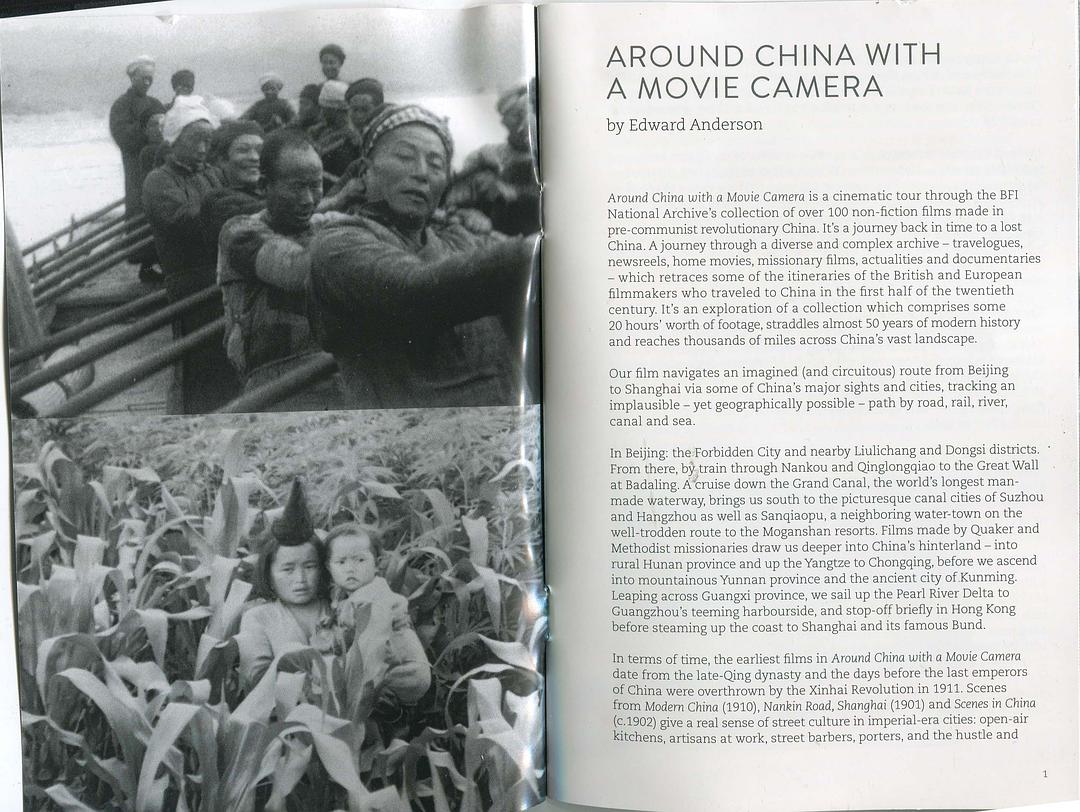 AROUND CHINA WITH
A MOVIE CAMERA
by Edward Anderson
Around China with a Movie Camera is a cinematic tour through the BFI
National Archive's collection of over 100 non-fiction films made in
pre-communist revolutionary China. It's a journey back in time to a lost
China. A journey through a diverse and complex archive – travelogues,
newsreels, home movies, missionary films, actualities and documentaries
– which retraces some of the itineraries of the British and European
filmmakers who traveled to China in the first half of the twentieth
century. It's an exploration of a collection which comprises some
20 hours' worth of footage, straddles almost 50 years of modern history
and reaches thousands of miles across China's vast landscape.
Our film navigates an imagined (and circuitous) route from Beijing
to Shanghai via some of China's major sights and cities, tracking an
implausible – yet geographically possible – path by road, rail, river,
canal and sea.
In Beijing: the Forbidden City and nearby Liulichang and Dongsi districts.
From there, by train through Nankou and Qinglongqiao to the Great Wall
at Badaling. A cruise down the Grand Canal, the world's longest man-
made waterway, brings us south to the picturesque canal cities of Suzhou
and Hangzhou as well as Sanqiaopu, a neighboring water-town on the
well-trodden route to the Moganshan resorts. Films made by Quaker and
Methodist missionaries draw us deeper into China's hinterland – into
rural Hunan province and up the Yangtze to Chongqing, before we ascend
into mountainous Yunnan province and the ancient city of Kunming.
Leaping across Guangxi province, we sail up the Pearl River Delta to
Guangzhou's teeming harbourside, and stop-off briefly in Hong Kong
before steaming up the coast to Shanghai and its famous Bund.
In terms of time, the earliest films in Around China with a Movie Camera
date from the late-Qing dynasty and the days before the last emperors
of China were overthrown by the Xinhai Revolution in 1911. Scenes
from Modern China (1910), Nankin Road, Shanghai (1901) and Scenes in China
(c.1902) give a real sense of street culture in imperial-era cities: open-air
kitchens, artisans at work, street barbers, porters, and the hustle and
1